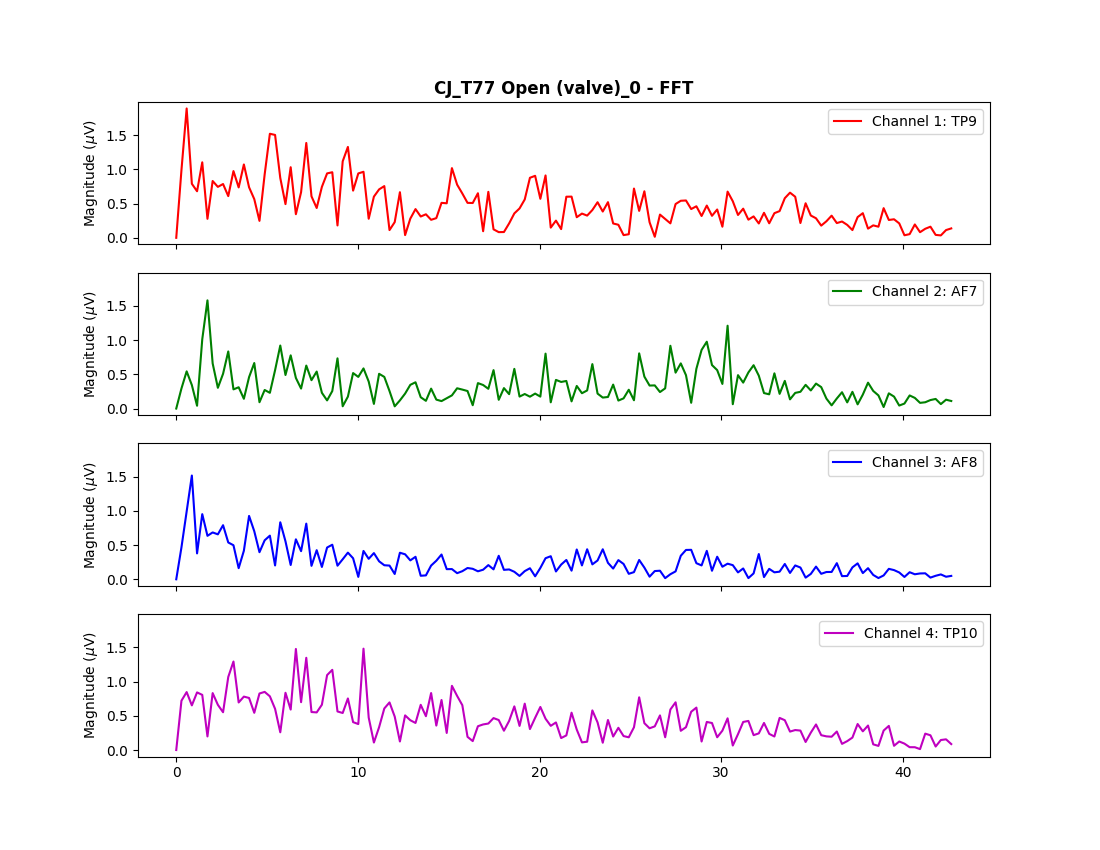 CJ_T77 Open (valve)_0 - FFT
Magnitude (μV)
1.5
1.0
0.5
0.0
Channel 1: TP9
Magnitude (μV)
1.5
1.0
0.5
0.0
Channel 2: AF7
Magnitude (μV)
1.5
1.0
0.5
0.0
Channel 3: AF8
Magnitude (μV)
1.5
1.0
0.5
0.0
Channel 4: TP10
0 10 20 30 40